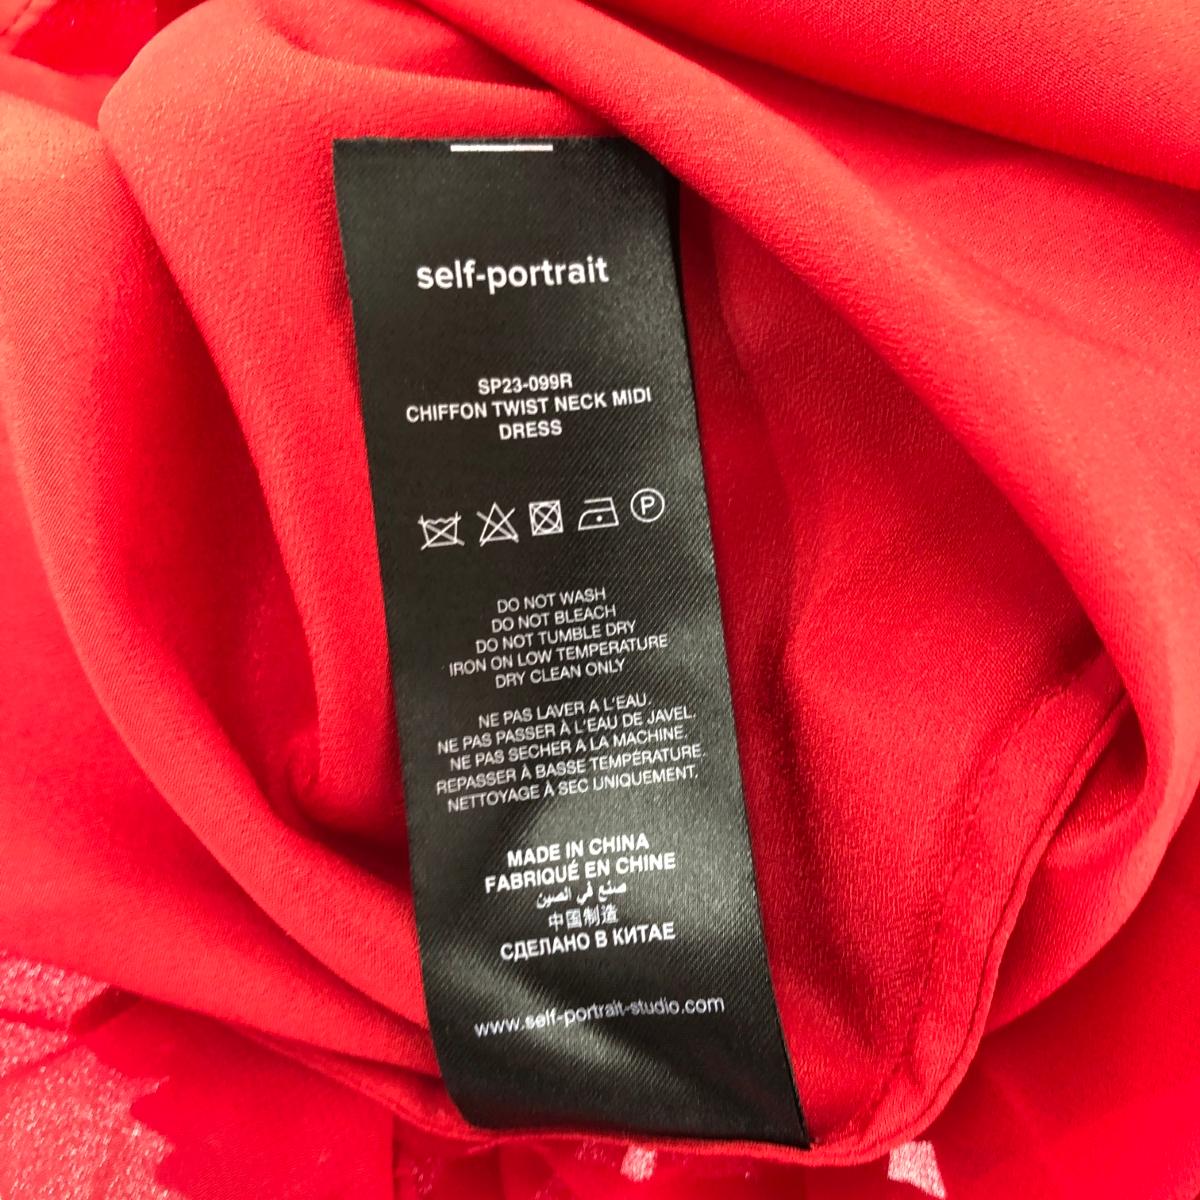 self-portrait
SP23-099R
CHIFFON TWIST NECK MIDI
DRESS
P
DO NOT WASH
DO NOT BLEACH
DO NOT TUMBLE DRY
IRON ON LOW TEMPERATURE
DRY CLEAN ONLY
NE PAS LAVER A L'EAU.
NE PAS PASSER À L'EAU DE JAVEL.
NE PAS SECHER A LA MACHINE.
REPASSER À BASSE TEMPÉRATURE.
NETTOYAGE À SEC UNIQUEMENT.
MADE IN CHINA
FABRIQUÉ EN CHINE
صنع في الصين
中国制造
СДЕЛАНО В КИТАЕ
www.self-portrait-studio.com